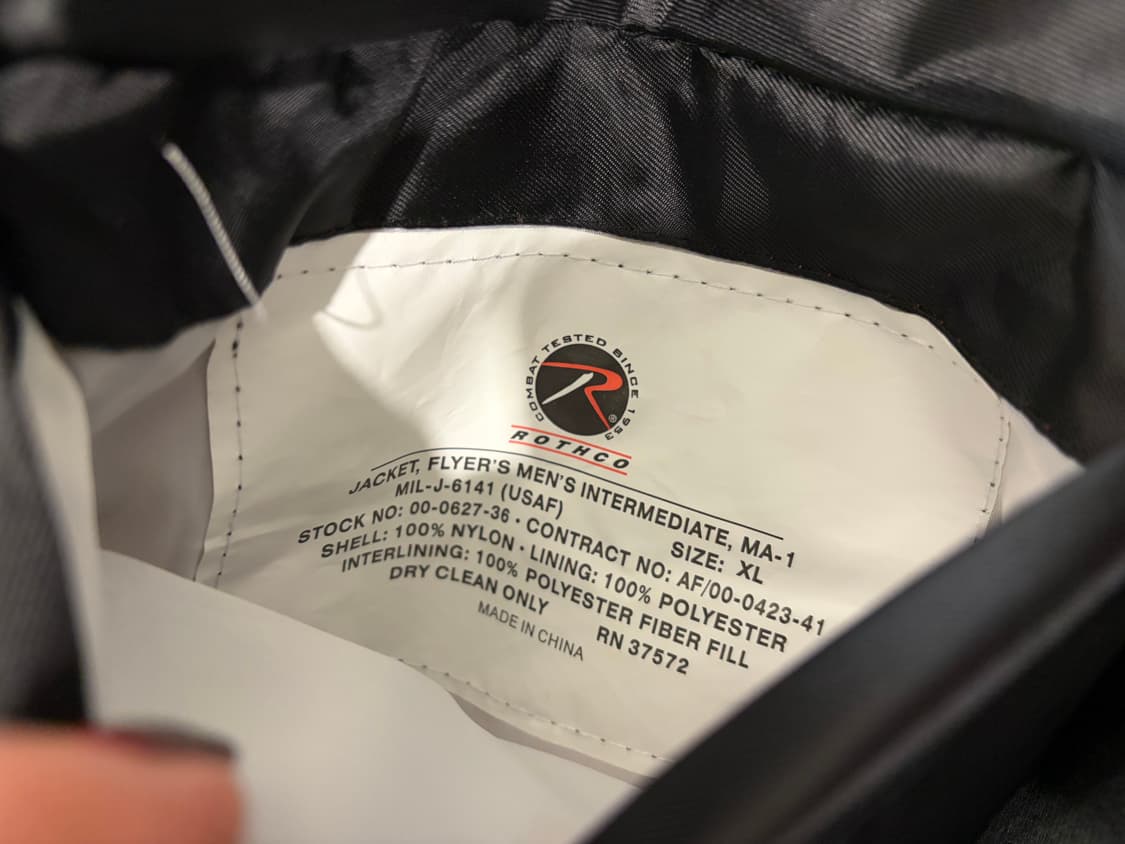 COMBAT TESTED SINCE 1953
R ®
ROTHCO
JACKET, FLYER'S MEN'S INTERMEDIATE, MA-1
MIL-J-6141 (USAF) SIZE: XL
STOCK NO: 00-0627-36 · CONTRACT NO: AF/00-0423-41
SHELL: 100% NYLON · LINING: 100% POLYESTER
INTERLINING: 100% POLYESTER FIBER FILL
DRY CLEAN ONLY RN 37572
MADE IN CHINA